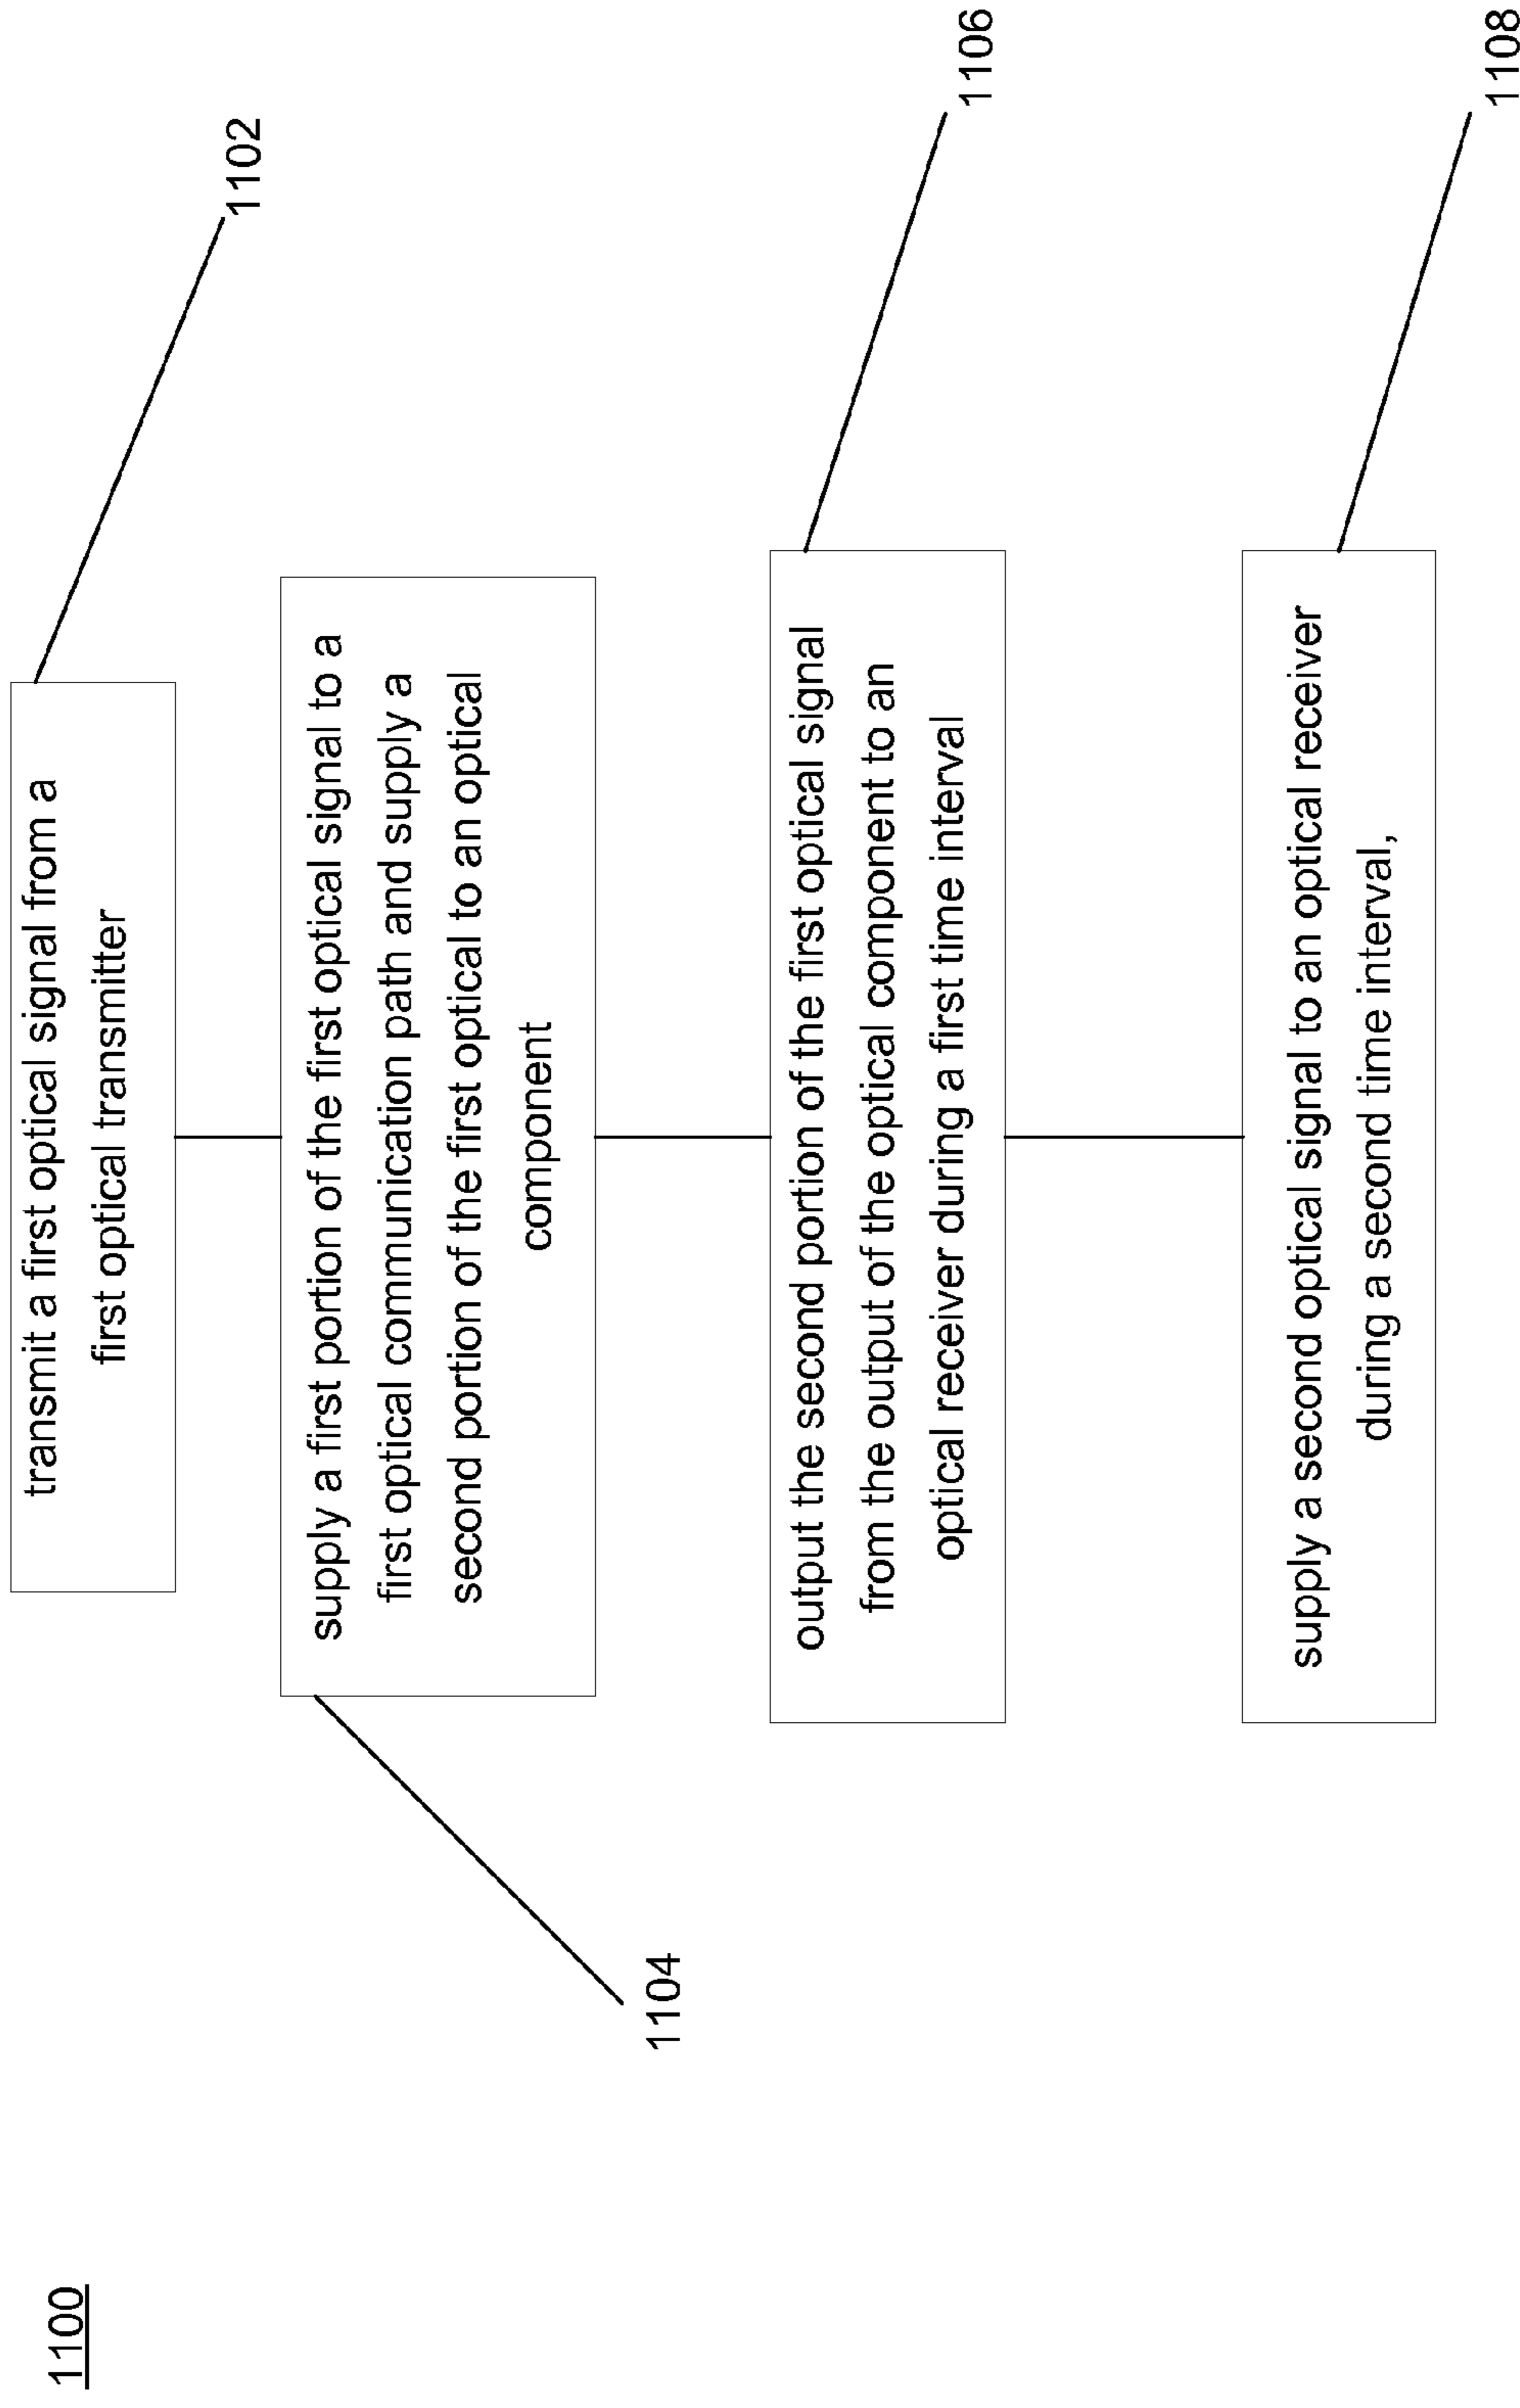 1100
transmit a first optical signal from a
first optical transmitter
1102
supply a first portion of the first optical signal to a
first optical communication path and supply a
second portion of the first optical to an optical
component
1104
output the second portion of the first optical signal
from the output of the optical component to an
optical receiver during a first time interval
1106
supply a second optical signal to an optical receiver
during a second time interval,
1108